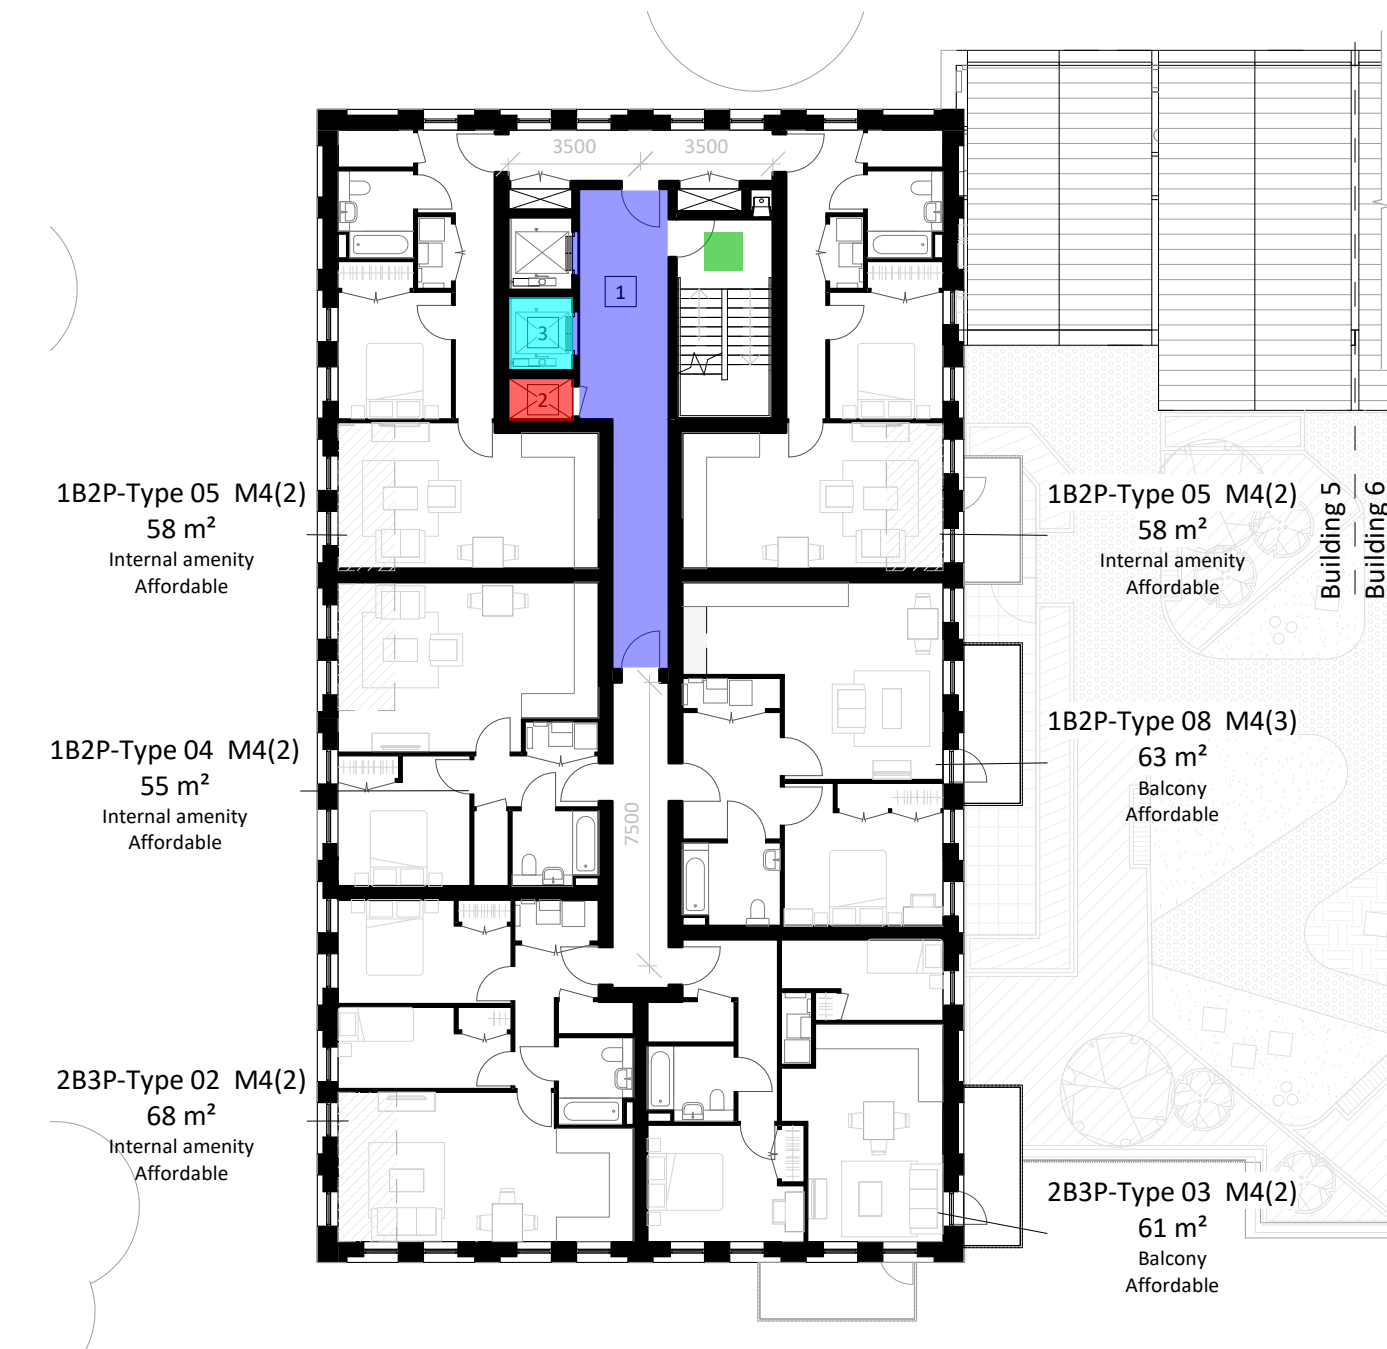 3500 3500
1
3
2
1B2P-Type 05 M4(2)
58 m²
Internal amenity
Affordable
1B2P-Type 05 M4(2)
58 m²
Internal amenity
Affordable
Building 5
Building 6
1B2P-Type 04 M4(2)
55 m²
Internal amenity
Affordable
7500
1B2P-Type 08 M4(3)
63 m²
Balcony
Affordable
2B3P-Type 02 M4(2)
68 m²
Internal amenity
Affordable
2B3P-Type 03 M4(2)
61 m²
Balcony
Affordable